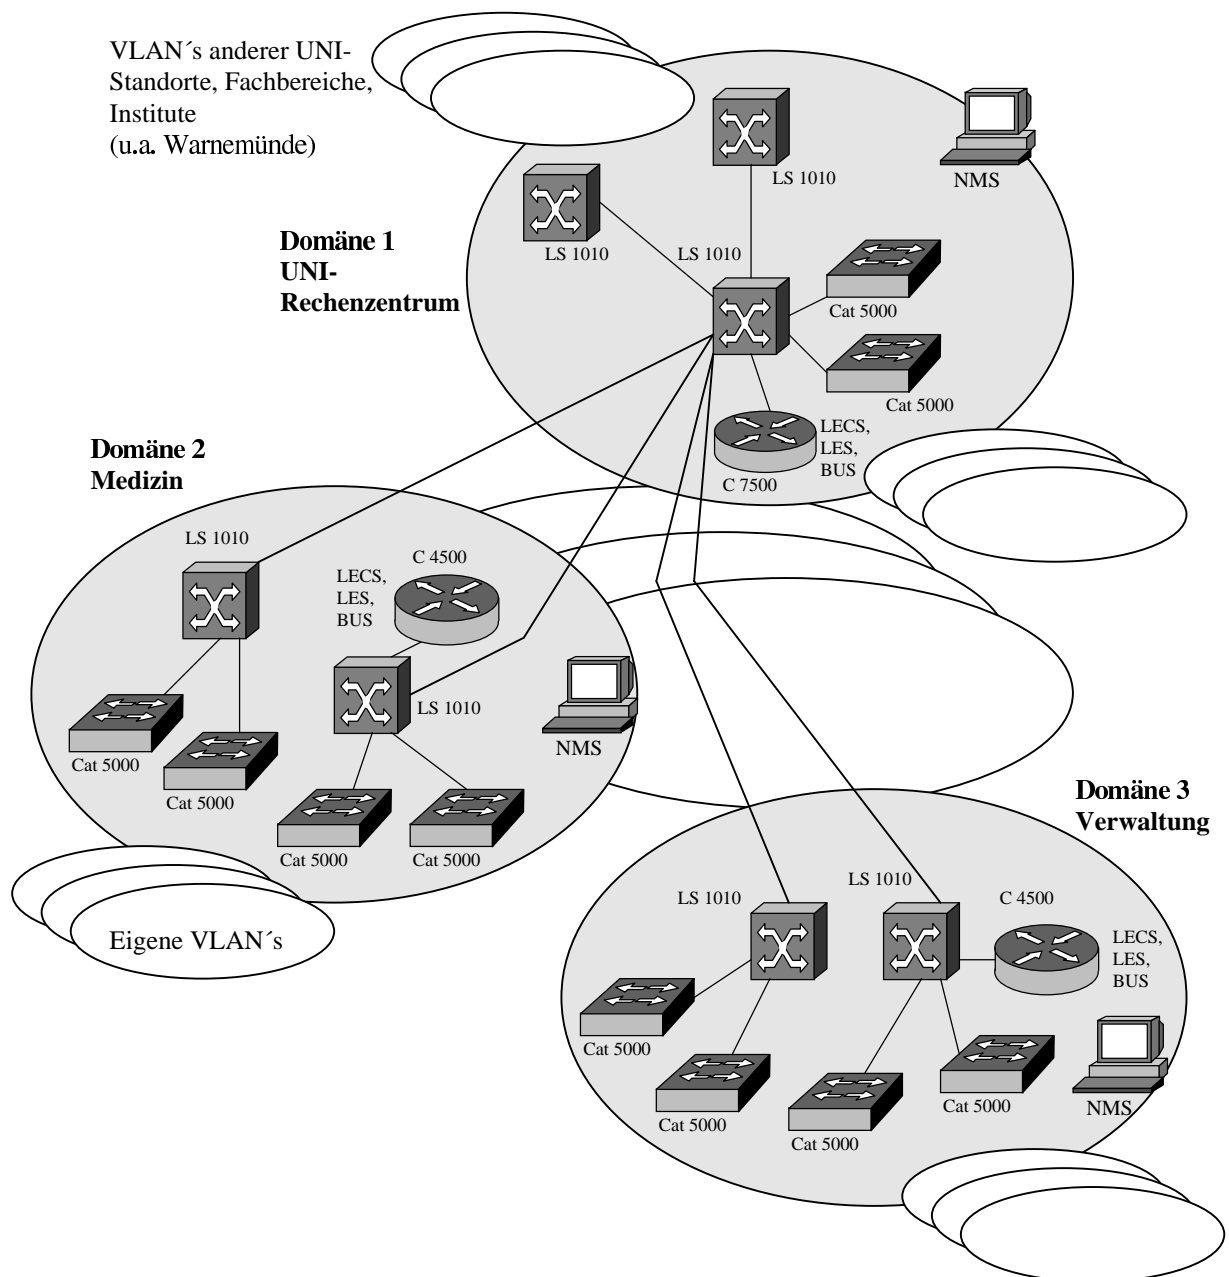 VLAN´s anderer UNI-
Standorte, Fachbereiche,
Institute
(u.a. Warnemünde)
LS 1010
NMS
LS 1010
LS 1010
Domäne 1
UNI-
Rechenzentrum
Cat 5000
Cat 5000
LECS,
LES,
BUS
C 7500
Domäne 2
Medizin
LS 1010
C 4500
LECS,
LES,
BUS
LS 1010
NMS
Cat 5000
Cat 5000
Cat 5000
Cat 5000
Eigene VLAN´s
Domäne 3
Verwaltung
LS 1010
LS 1010
C 4500
LECS,
LES,
BUS
Cat 5000
Cat 5000
Cat 5000
Cat 5000
NMS